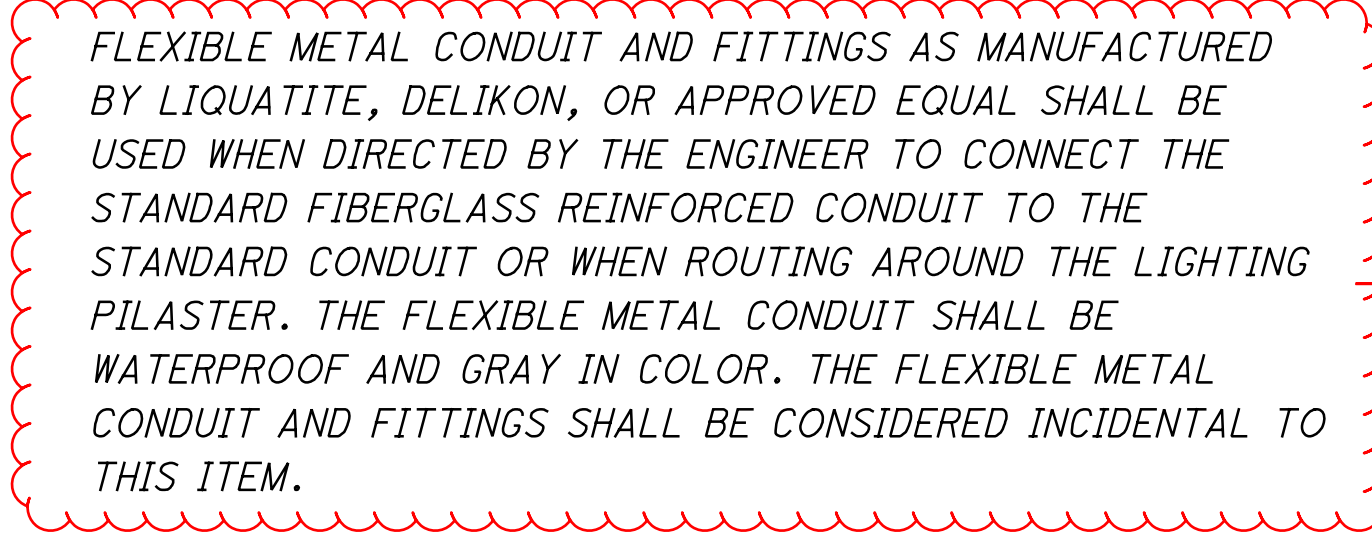 FLEXIBLE METAL CONDUIT AND FITTINGS AS MANUFACTURED
BY LIQUATITE, DELIKON, OR APPROVED EQUAL SHALL BE
USED WHEN DIRECTED BY THE ENGINEER TO CONNECT THE
STANDARD FIBERGLASS REINFORCED CONDUIT TO THE
STANDARD CONDUIT OR WHEN ROUTING AROUND THE LIGHTING
PILASTER. THE FLEXIBLE METAL CONDUIT SHALL BE
WATERPROOF AND GRAY IN COLOR. THE FLEXIBLE METAL
CONDUIT AND FITTINGS SHALL BE CONSIDERED INCIDENTAL TO
THIS ITEM.